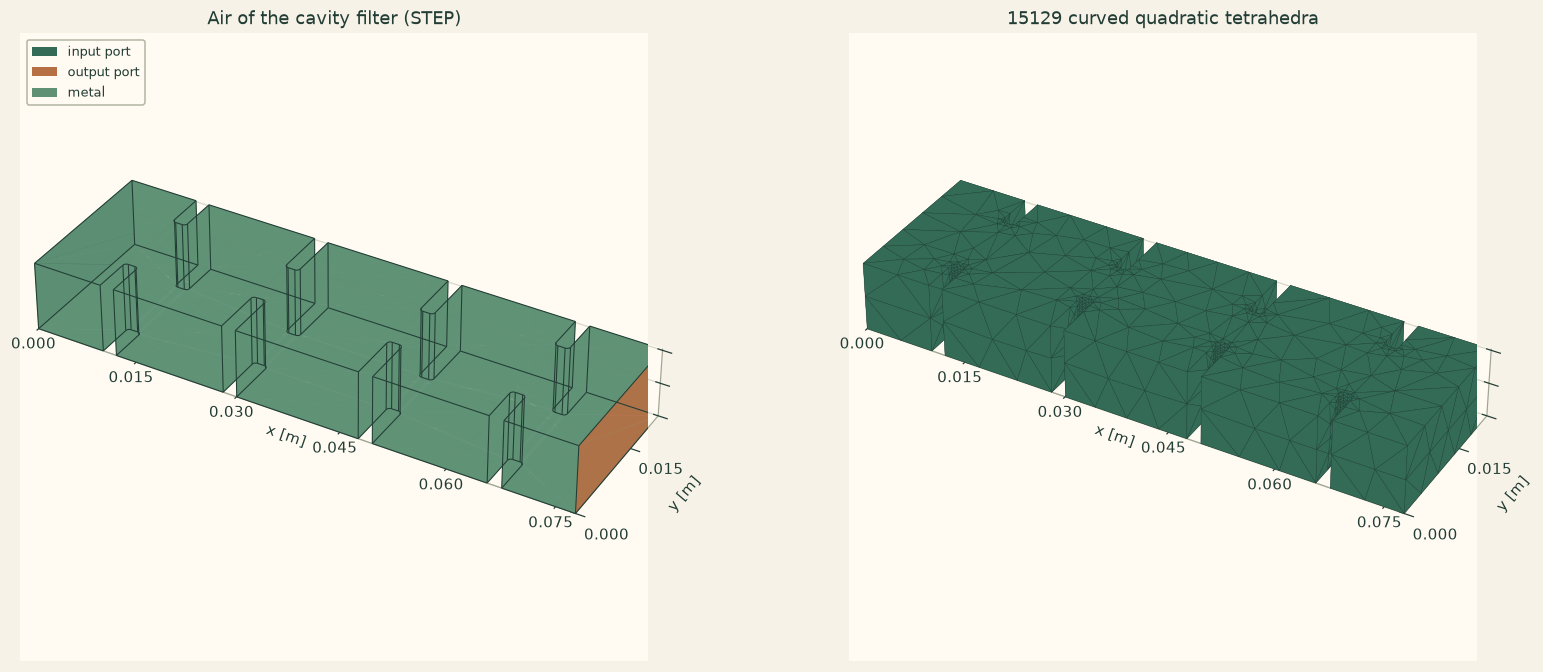 Air of the cavity filter (STEP)
input port
output port
metal
0.000
0.015
0.030
x [m]
0.045
0.060
0.075
0.000
0.015
y [m]
15129 curved quadratic tetrahedra
0.000
0.015
0.030
x [m]
0.045
0.060
0.075
0.000
0.015
y [m]